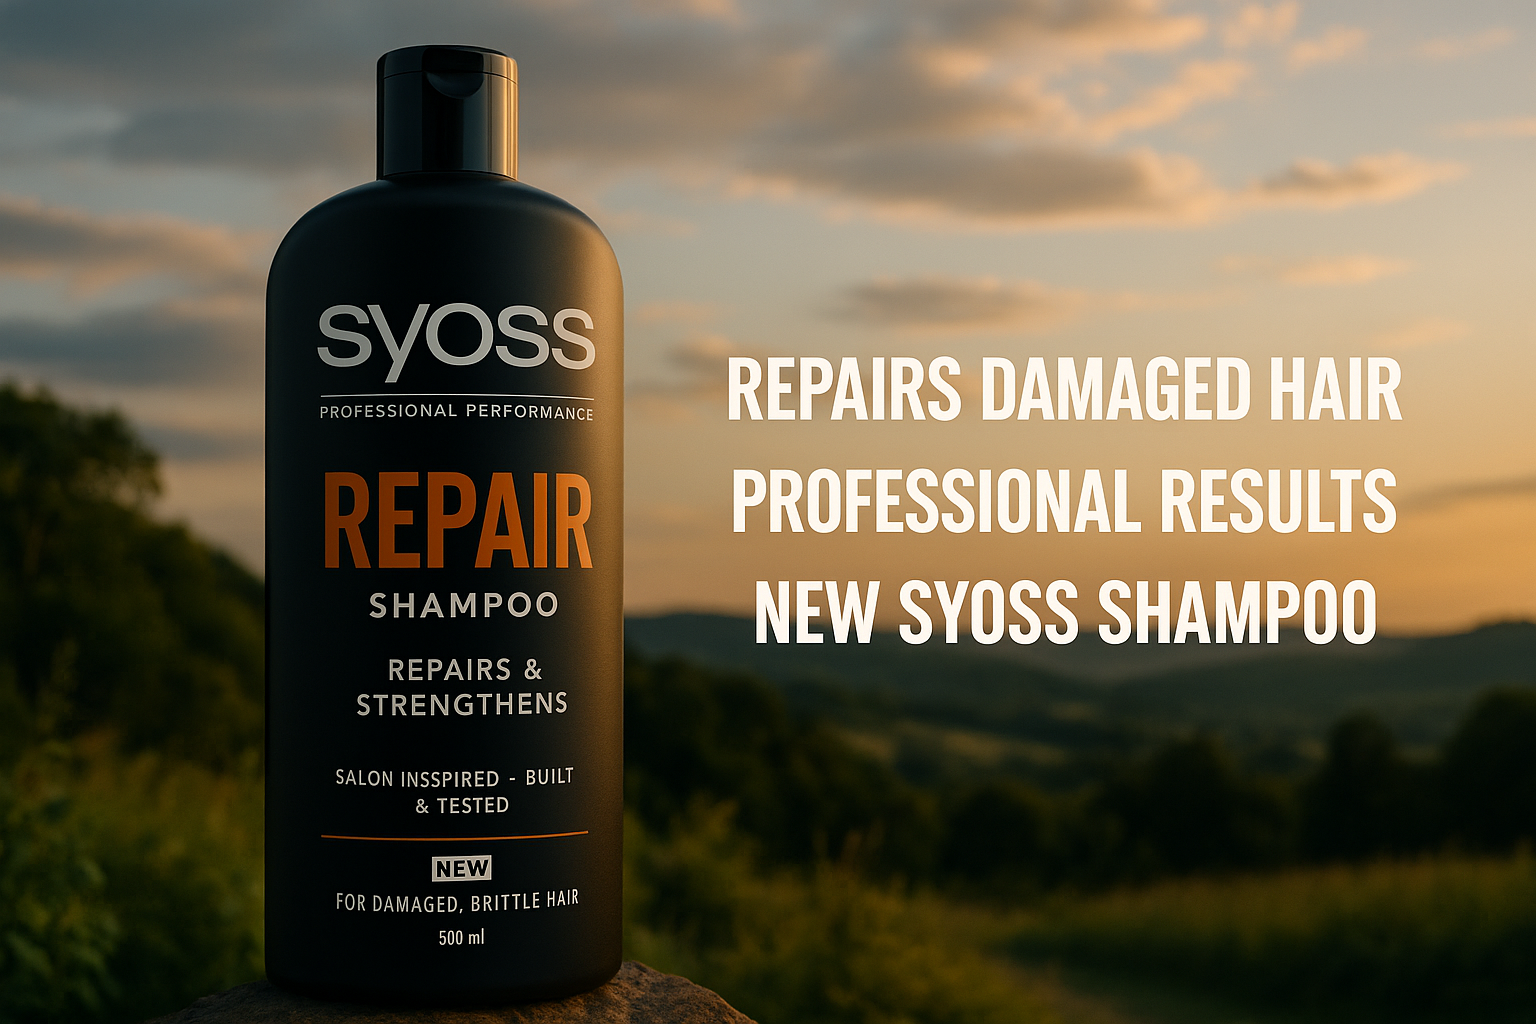 SYOSS
PROFESSIONAL PERFORMANCE
REPAIR
SHAMPOO
REPAIRS &
STRENGTHENS
SALON INSSPIRED - BUILT
& TESTED
NEW
FOR DAMAGED, BRITTLE HAIR
500 ml
REPAIRS DAMAGED HAIR
PROFESSIONAL RESULTS
NEW SYOSS SHAMPOO